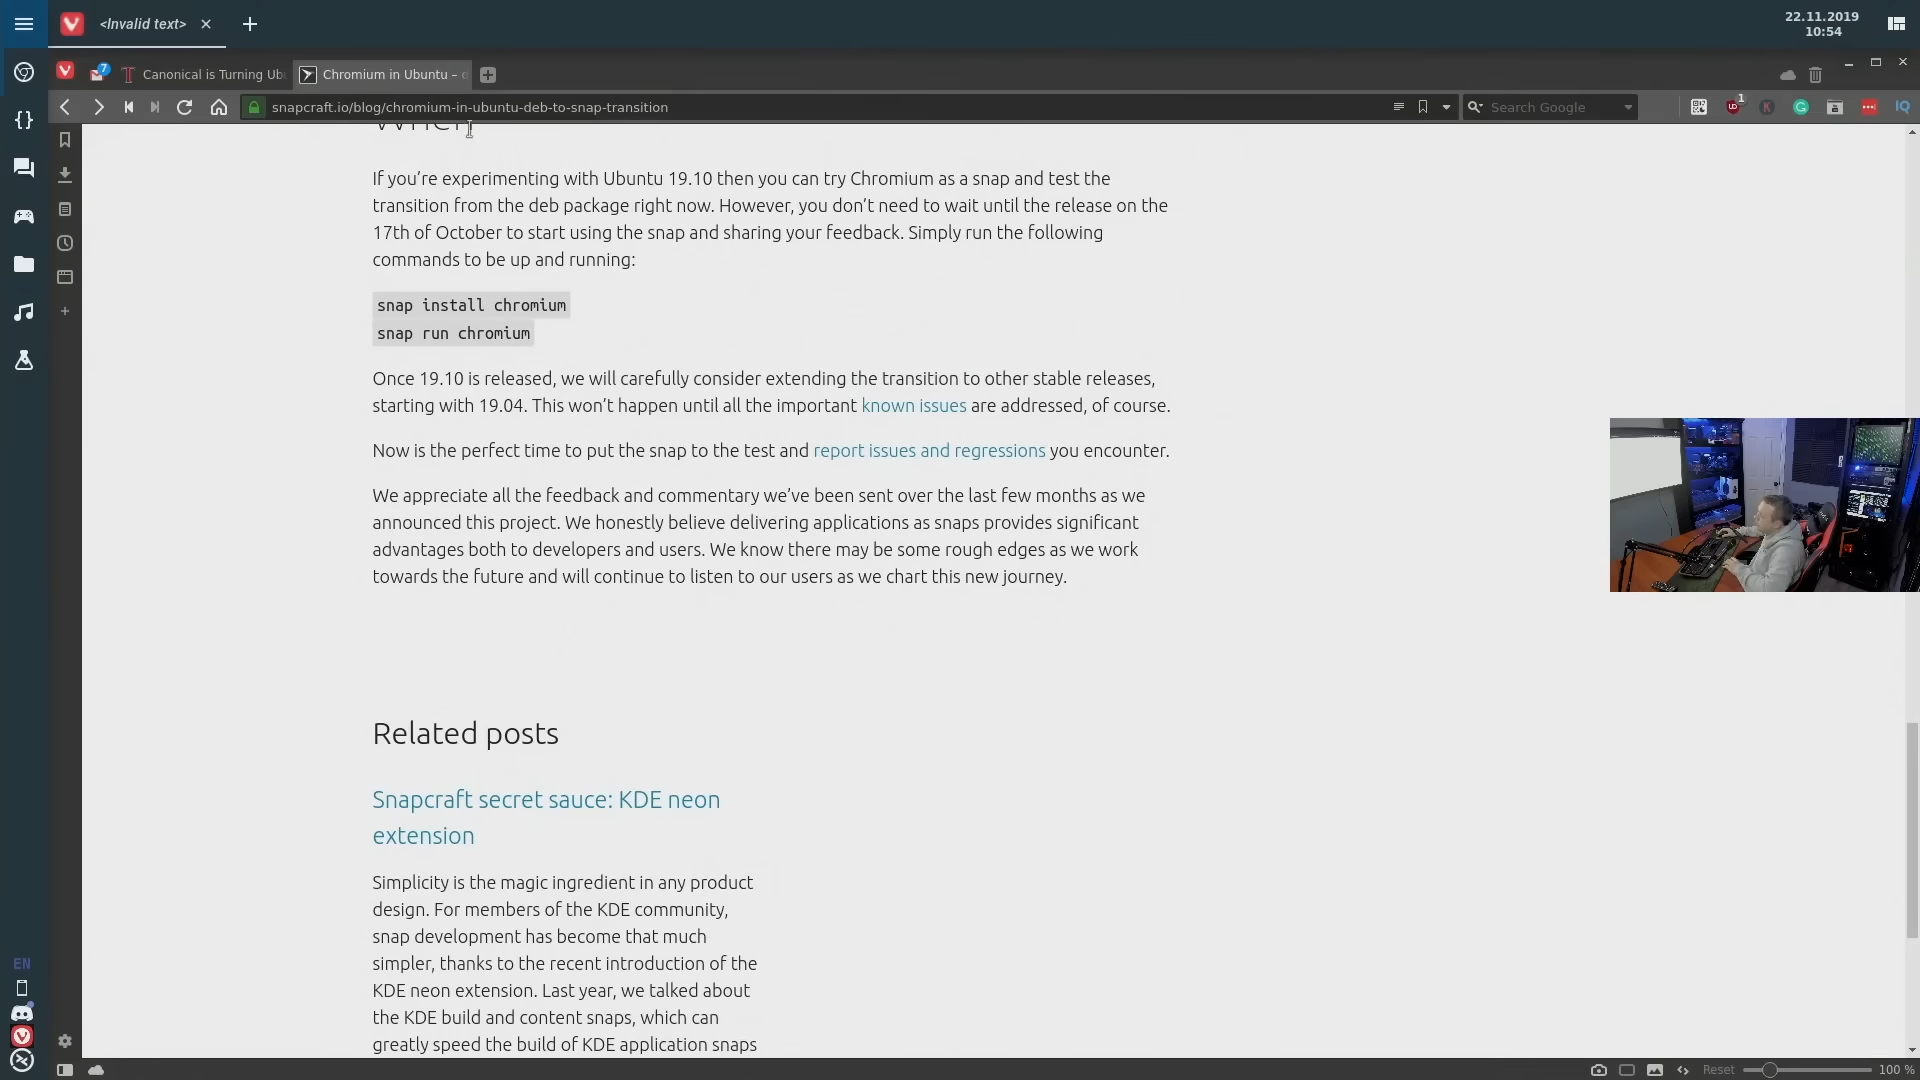 <Invalid text>
22.11.2019
10:54
7
Canonical is Turning Ub
Chromium in Ubuntu –
snapcraft.io/blog/chromium-in-ubuntu-deb-to-snap-transition
Search Google
1
IQ
When
If you’re experimenting with Ubuntu 19.10 then you can try Chromium as a snap and test the
transition from the deb package right now. However, you don’t need to wait until the release on the
17th of October to start using the snap and sharing your feedback. Simply run the following
commands to be up and running:
snap install chromium
snap run chromium
Once 19.10 is released, we will carefully consider extending the transition to other stable releases,
starting with 19.04. This won’t happen until all the important known issues are addressed, of course.
Now is the perfect time to put the snap to the test and report issues and regressions you encounter.
We appreciate all the feedback and commentary we’ve been sent over the last few months as we
announced this project. We honestly believe delivering applications as snaps provides significant
advantages both to developers and users. We know there may be some rough edges as we work
towards the future and will continue to listen to our users as we chart this new journey.
Related posts
Snapcraft secret sauce: KDE neon
extension
Simplicity is the magic ingredient in any product
design. For members of the KDE community,
snap development has become that much
simpler, thanks to the recent introduction of the
KDE neon extension. Last year, we talked about
the KDE build and content snaps, which can
greatly speed the build of KDE application snaps
EN
Reset
100 %